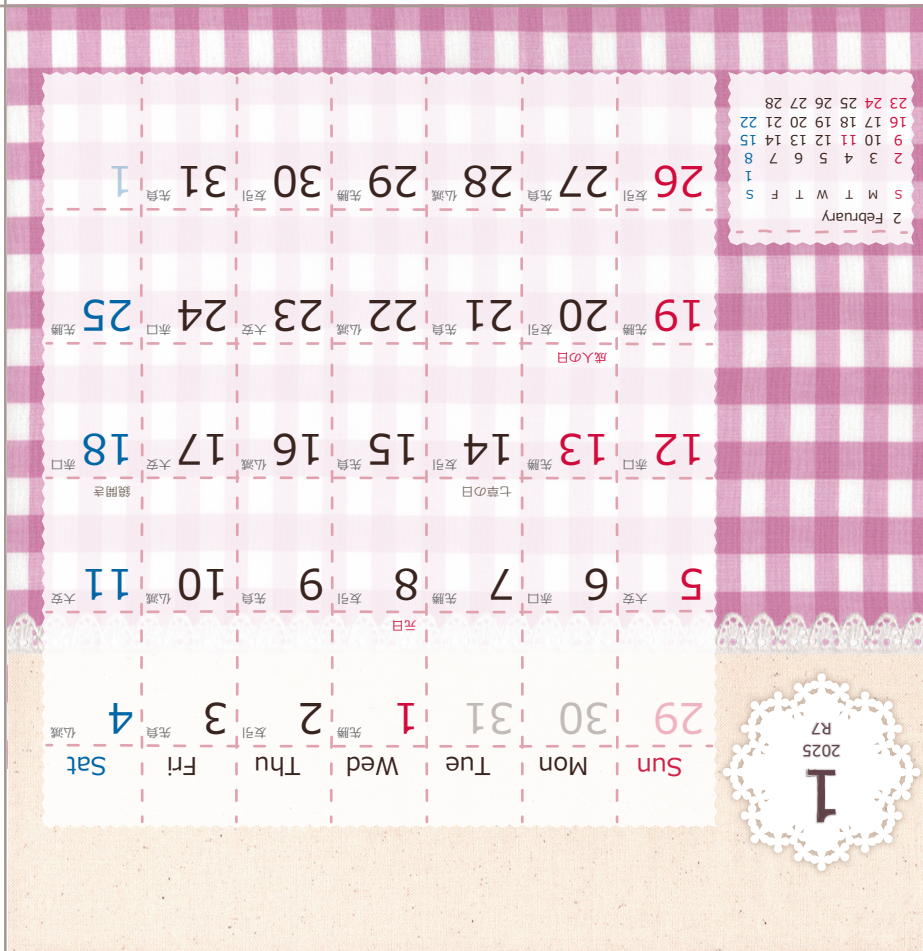 1
2025
R7
Sun Mon Tue Wed Thu Fri Sat
29 30 31 1 先勝 2 友引 3 先負 4 仏滅
元日
5 大安 6 赤口 7 先勝 8 友引 9 先負 10 仏滅 11 大安
七草の日 鏡開き
12 赤口 13 先勝 14 友引 15 先負 16 仏滅 17 大安 18 赤口
成人の日
19 先勝 20 友引 21 先負 22 仏滅 23 大安 24 赤口 25 先勝
26 友引 27 先負 28 仏滅 29 先勝 30 友引 31 先負 1
2 February
S M T W T F S
1
2 3 4 5 6 7 8
9 10 11 12 13 14 15
16 17 18 19 20 21 22
23 24 25 26 27 28